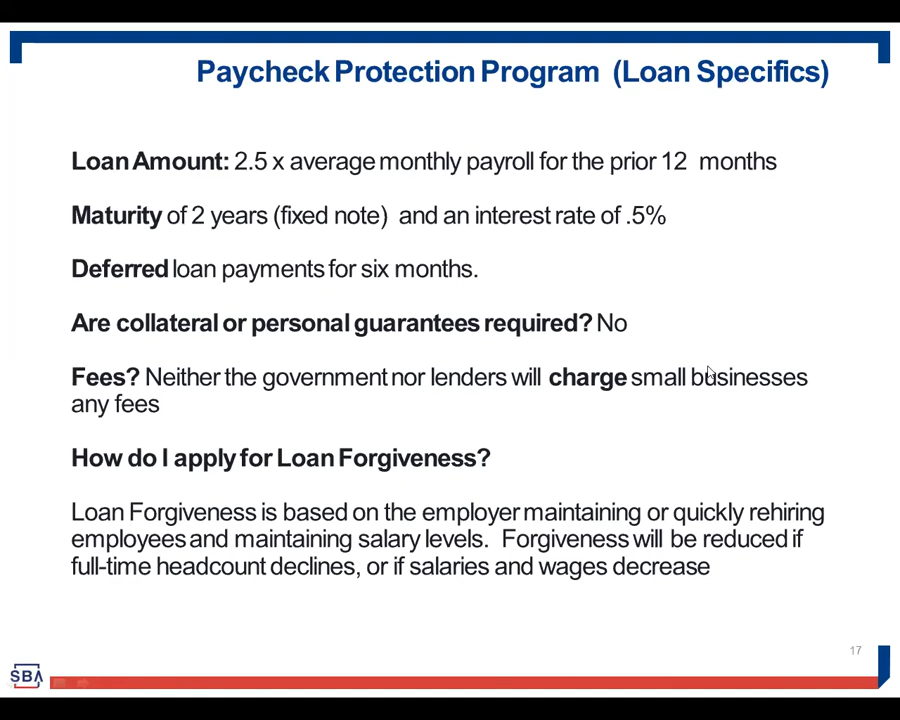 Paycheck Protection Program (Loan Specifics)
Loan Amount: 2.5 x average monthly payroll for the prior 12 months
Maturity of 2 years (fixed note) and an interest rate of .5%
Deferred loan payments for six months.
Are collateral or personal guarantees required? No
Fees? Neither the government nor lenders will charge small businesses
any fees
How do I apply for Loan Forgiveness?
Loan Forgiveness is based on the employer maintaining or quickly rehiring
employees and maintaining salary levels. Forgiveness will be reduced if
full-time headcount declines, or if salaries and wages decrease
17
SBA